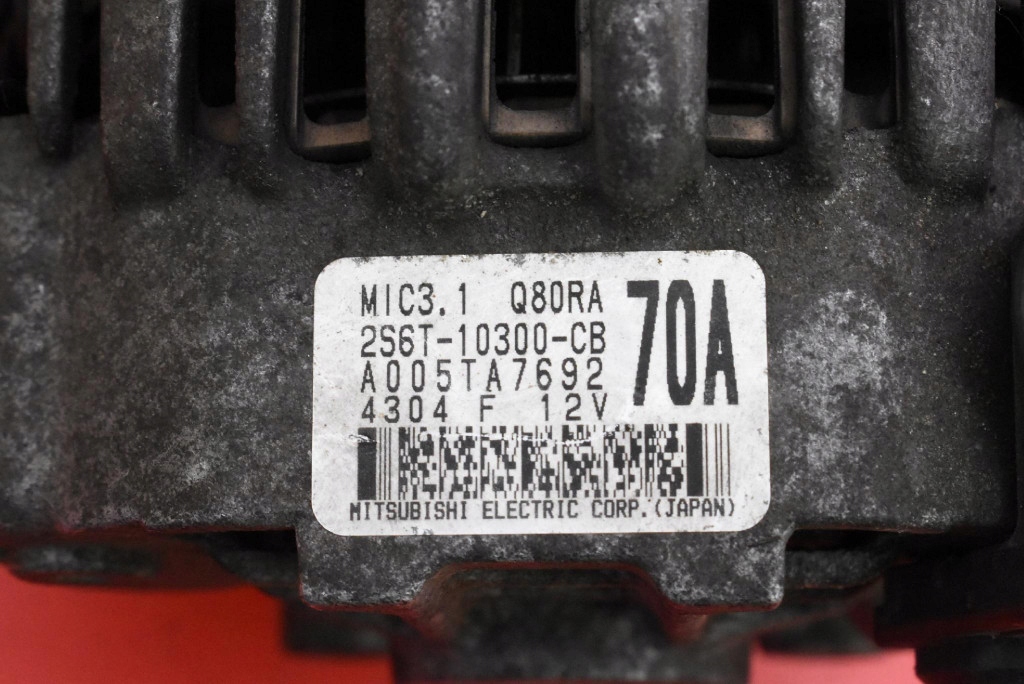 MIC3.1 Q80RA 70A
2S6T-10300-CB
A005TA7692
4304 F 12V
MITSUBISHI ELECTRIC CORP.(JAPAN)